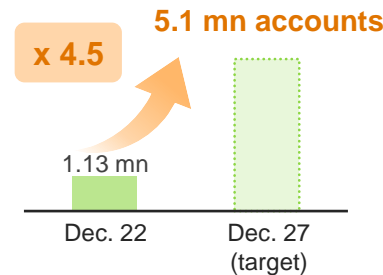 5.1 mn accounts
x 4.5
1.13 mn
Dec. 22
Dec. 27
(target)